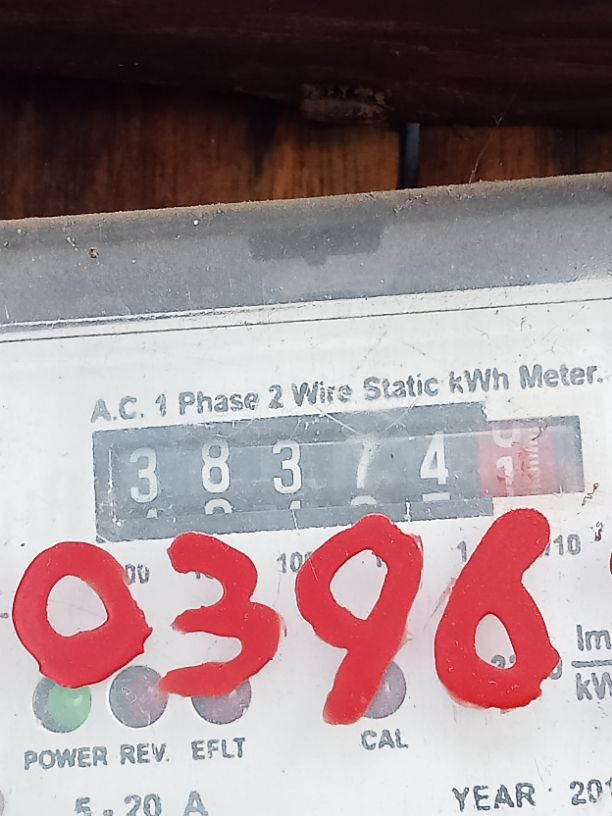 A.C. 1 Phase 2 Wire Static kWh Meter.
3 8 3 7 4
0396
POWER REV. EFLT CAL
5 - 20 A
YEAR